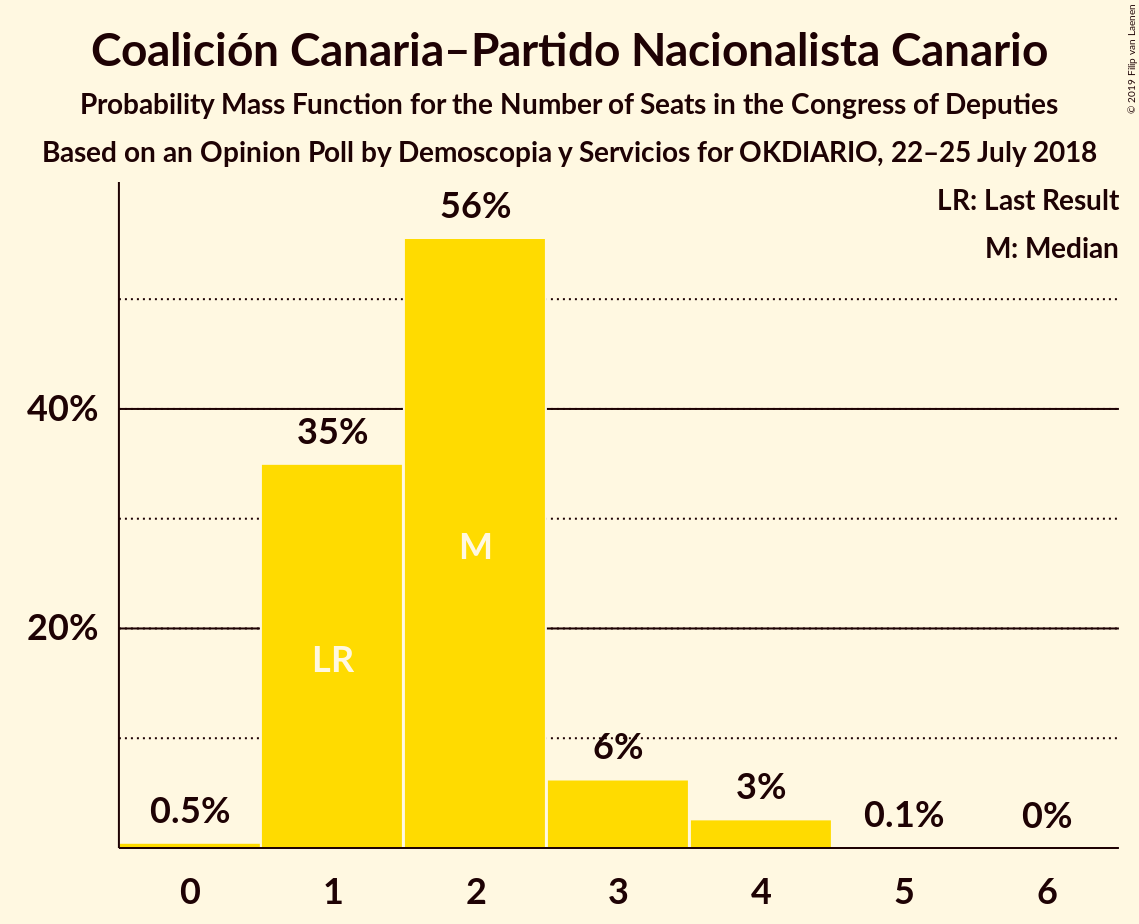 Coalición Canaria–Partido Nacionalista Canario
Probability Mass Function for the Number of Seats in the Congress of Deputies
Based on an Opinion Poll by Demoscopia y Servicios for OKDIARIO, 22–25 July 2018
© 2019 Filip van Laenen
LR: Last Result
M: Median
56%
40%
35%
M
20%
LR
6%
3%
0.5%
0.1%
0%
0 1 2 3 4 5 6